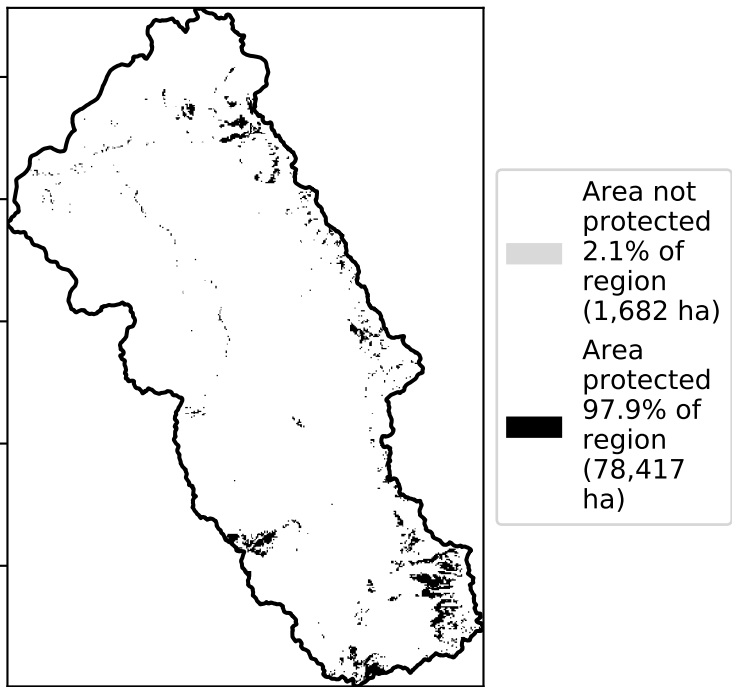 Area not
protected
2.1% of
region
(1,682 ha)
Area
protected
97.9% of
region
(78,417
ha)